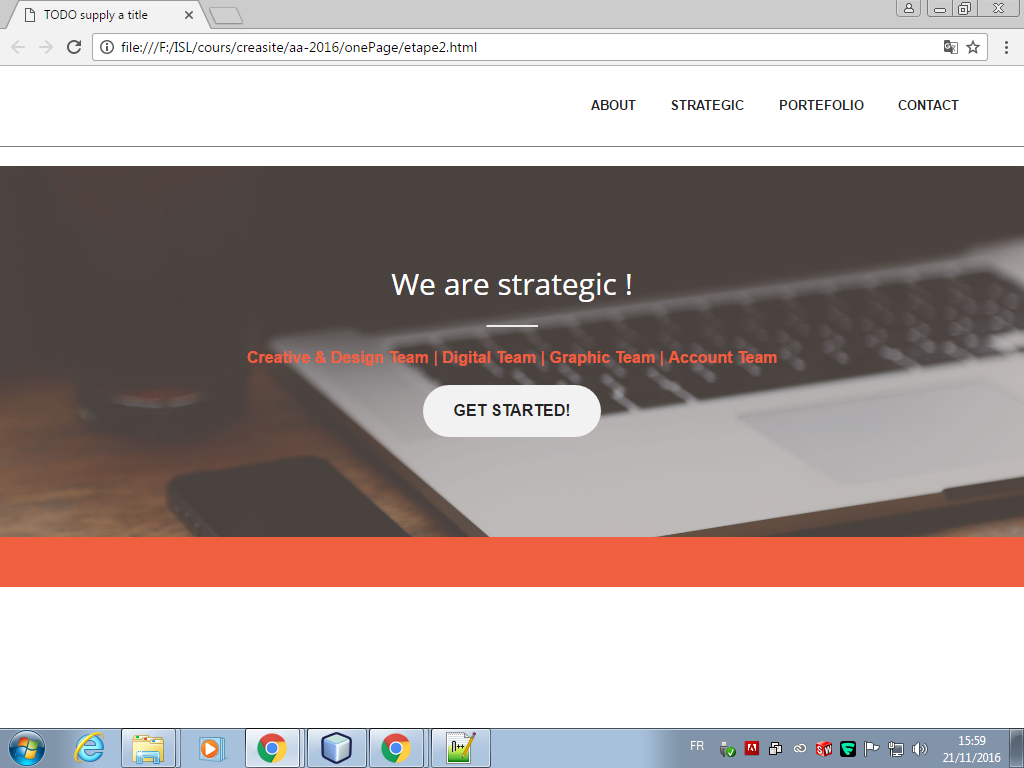 TODO supply a title
file:///F:/ISL/cours/creasite/aa-2016/onePage/etape2.html
ABOUT STRATEGIC PORTEFOLIO CONTACT
We are strategic !
Creative & Design Team | Digital Team | Graphic Team | Account Team
GET STARTED!
FR
15:59
21/11/2016